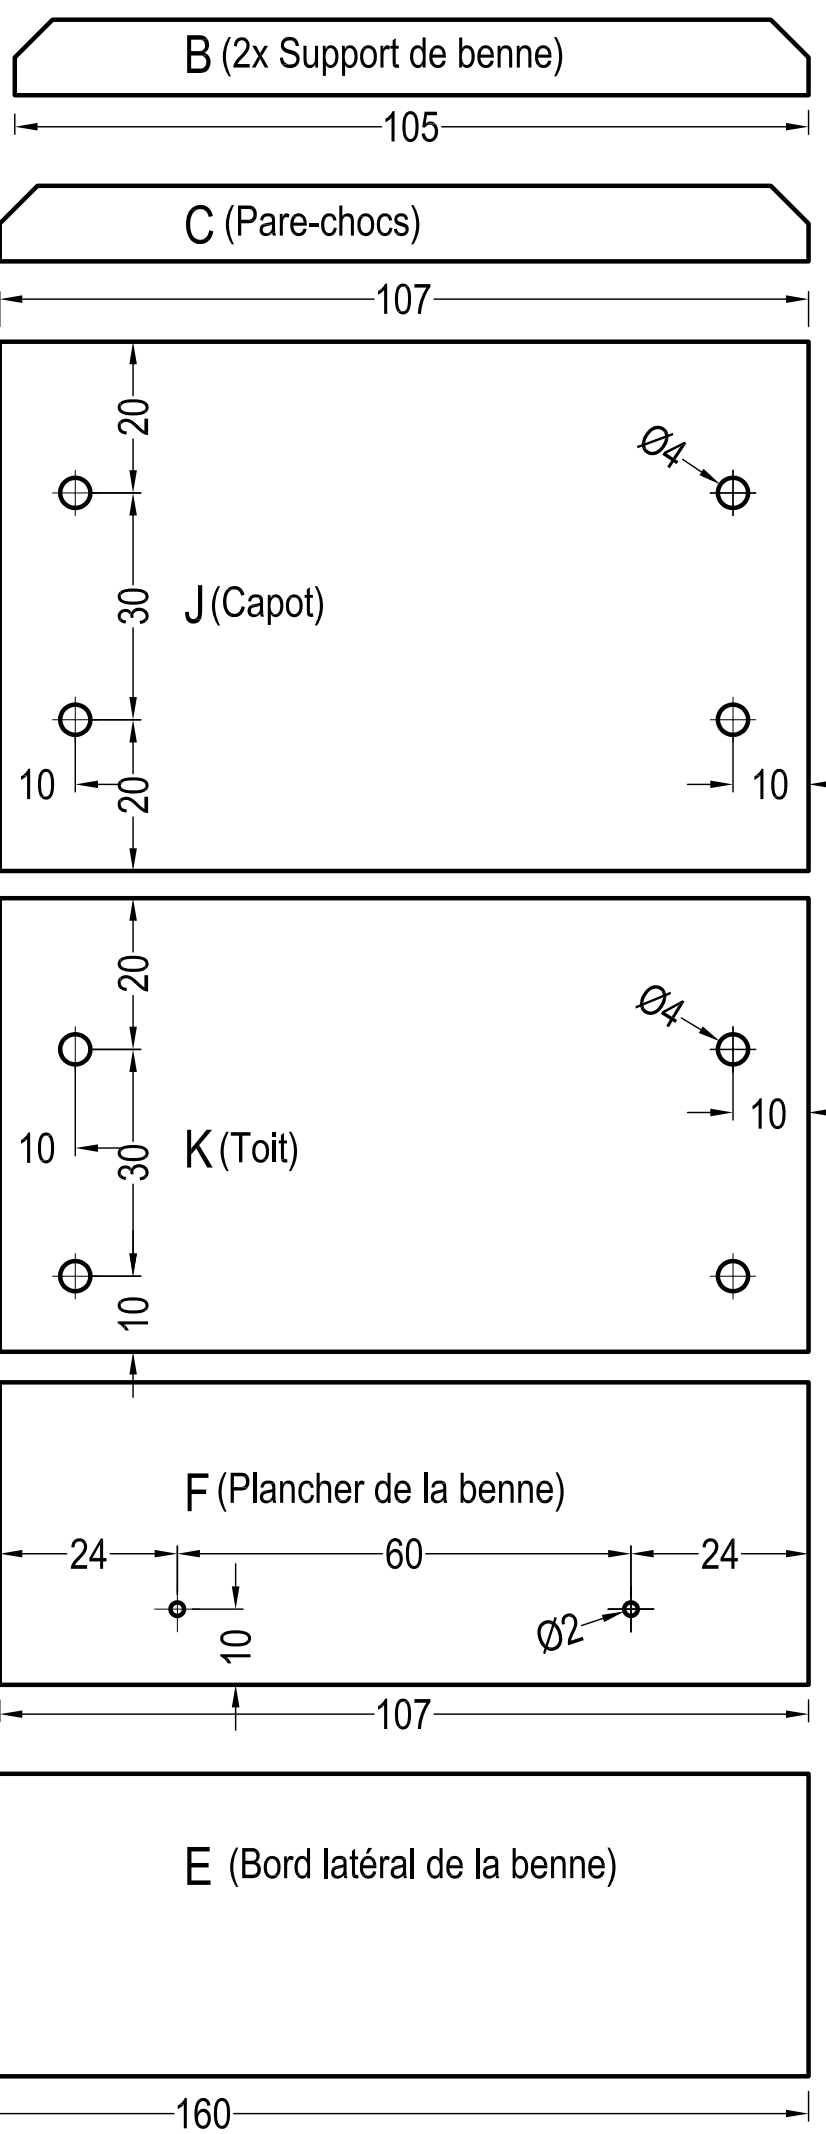 B (2x Support de benne)
105
C (Pare-chocs)
107
20
Ø4
30
J (Capot)
10
20
10
20
Ø4
10
10
30
K (Toit)
10
F (Plancher de la benne)
24
60
24
Ø2
10
107
E (Bord latéral de la benne)
160